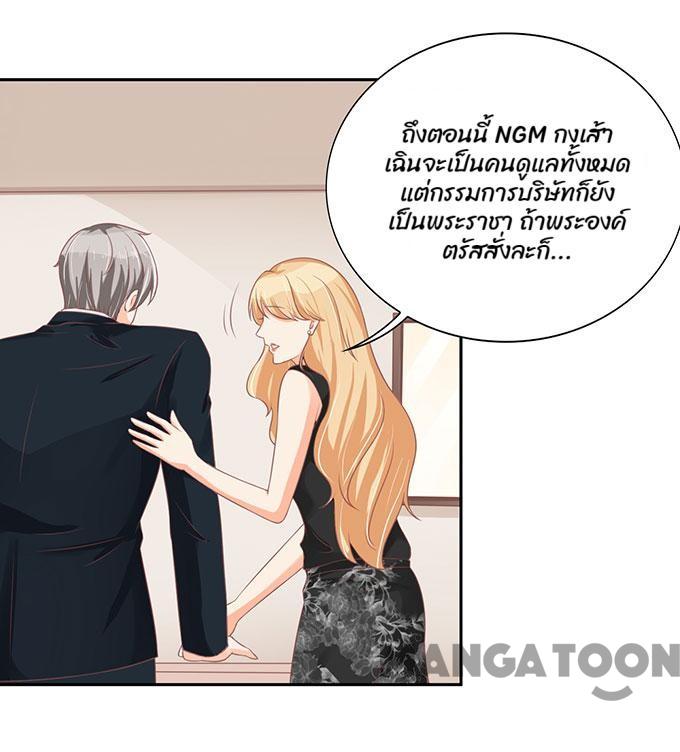 ถึงตอนนี้ NGM กงเส้า
เฉินจะเป็นคนดูแลทั้งหมด
แต่กรรมการบริษัทก็ยัง
เป็นพระราชา ถ้าพระองค์
ตรัสสั่งละก็...
MANGATOON